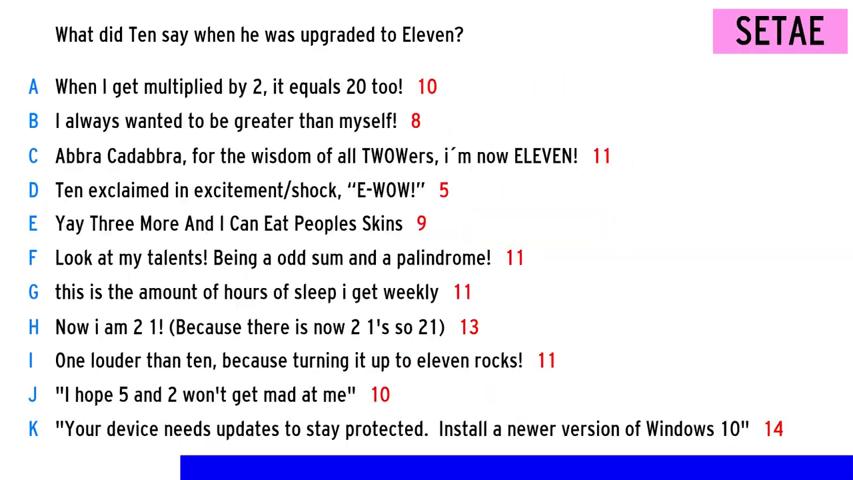 What did Ten say when he was upgraded to Eleven?
SETAE
A When I get multiplied by 2, it equals 20 too! 10
B I always wanted to be greater than myself! 8
C Abbra Cadabbra, for the wisdom of all TWOWers, i´m now ELEVEN! 11
D Ten exclaimed in excitement/shock, “E-WOW!” 5
E Yay Three More And I Can Eat Peoples Skins 9
F Look at my talents! Being a odd sum and a palindrome! 11
G this is the amount of hours of sleep i get weekly 11
H Now i am 2 1! (Because there is now 2 1's so 21) 13
I One louder than ten, because turning it up to eleven rocks! 11
J "I hope 5 and 2 won't get mad at me" 10
K "Your device needs updates to stay protected. Install a newer version of Windows 10" 14